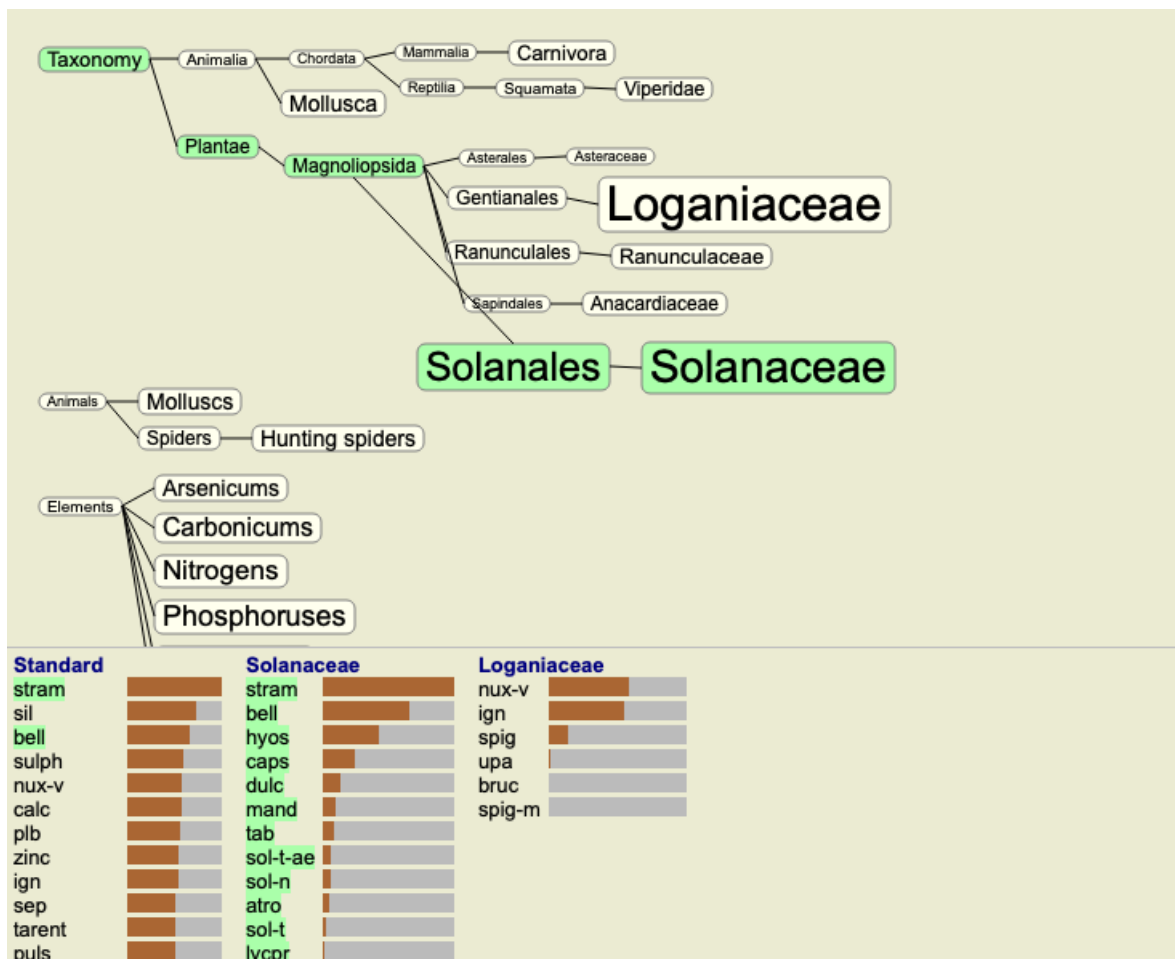 Taxonomy
Animalia
Chordata
Mammalia
Carnivora
Reptilia
Squamata
Viperidae
Mollusca
Plantae
Magnoliopsida
Asterales
Asteraceae
Gentianales
Loganiaceae
Ranunculales
Ranunculaceae
Sapindales
Anacardiaceae
Solanales
Solanaceae
Animals
Molluscs
Spiders
Hunting spiders
Elements
Arsenicums
Carbonicums
Nitrogens
Phosphoruses
Standard
stram
sil
bell
sulph
nux-v
calc
plb
zinc
ign
sep
tarent
puls
Solanaceae
stram
bell
hyos
caps
dulc
mand
tab
sol-t-ae
sol-n
atro
sol-t
lycpr
Loganiaceae
nux-v
ign
spig
upa
bruc
spig-m